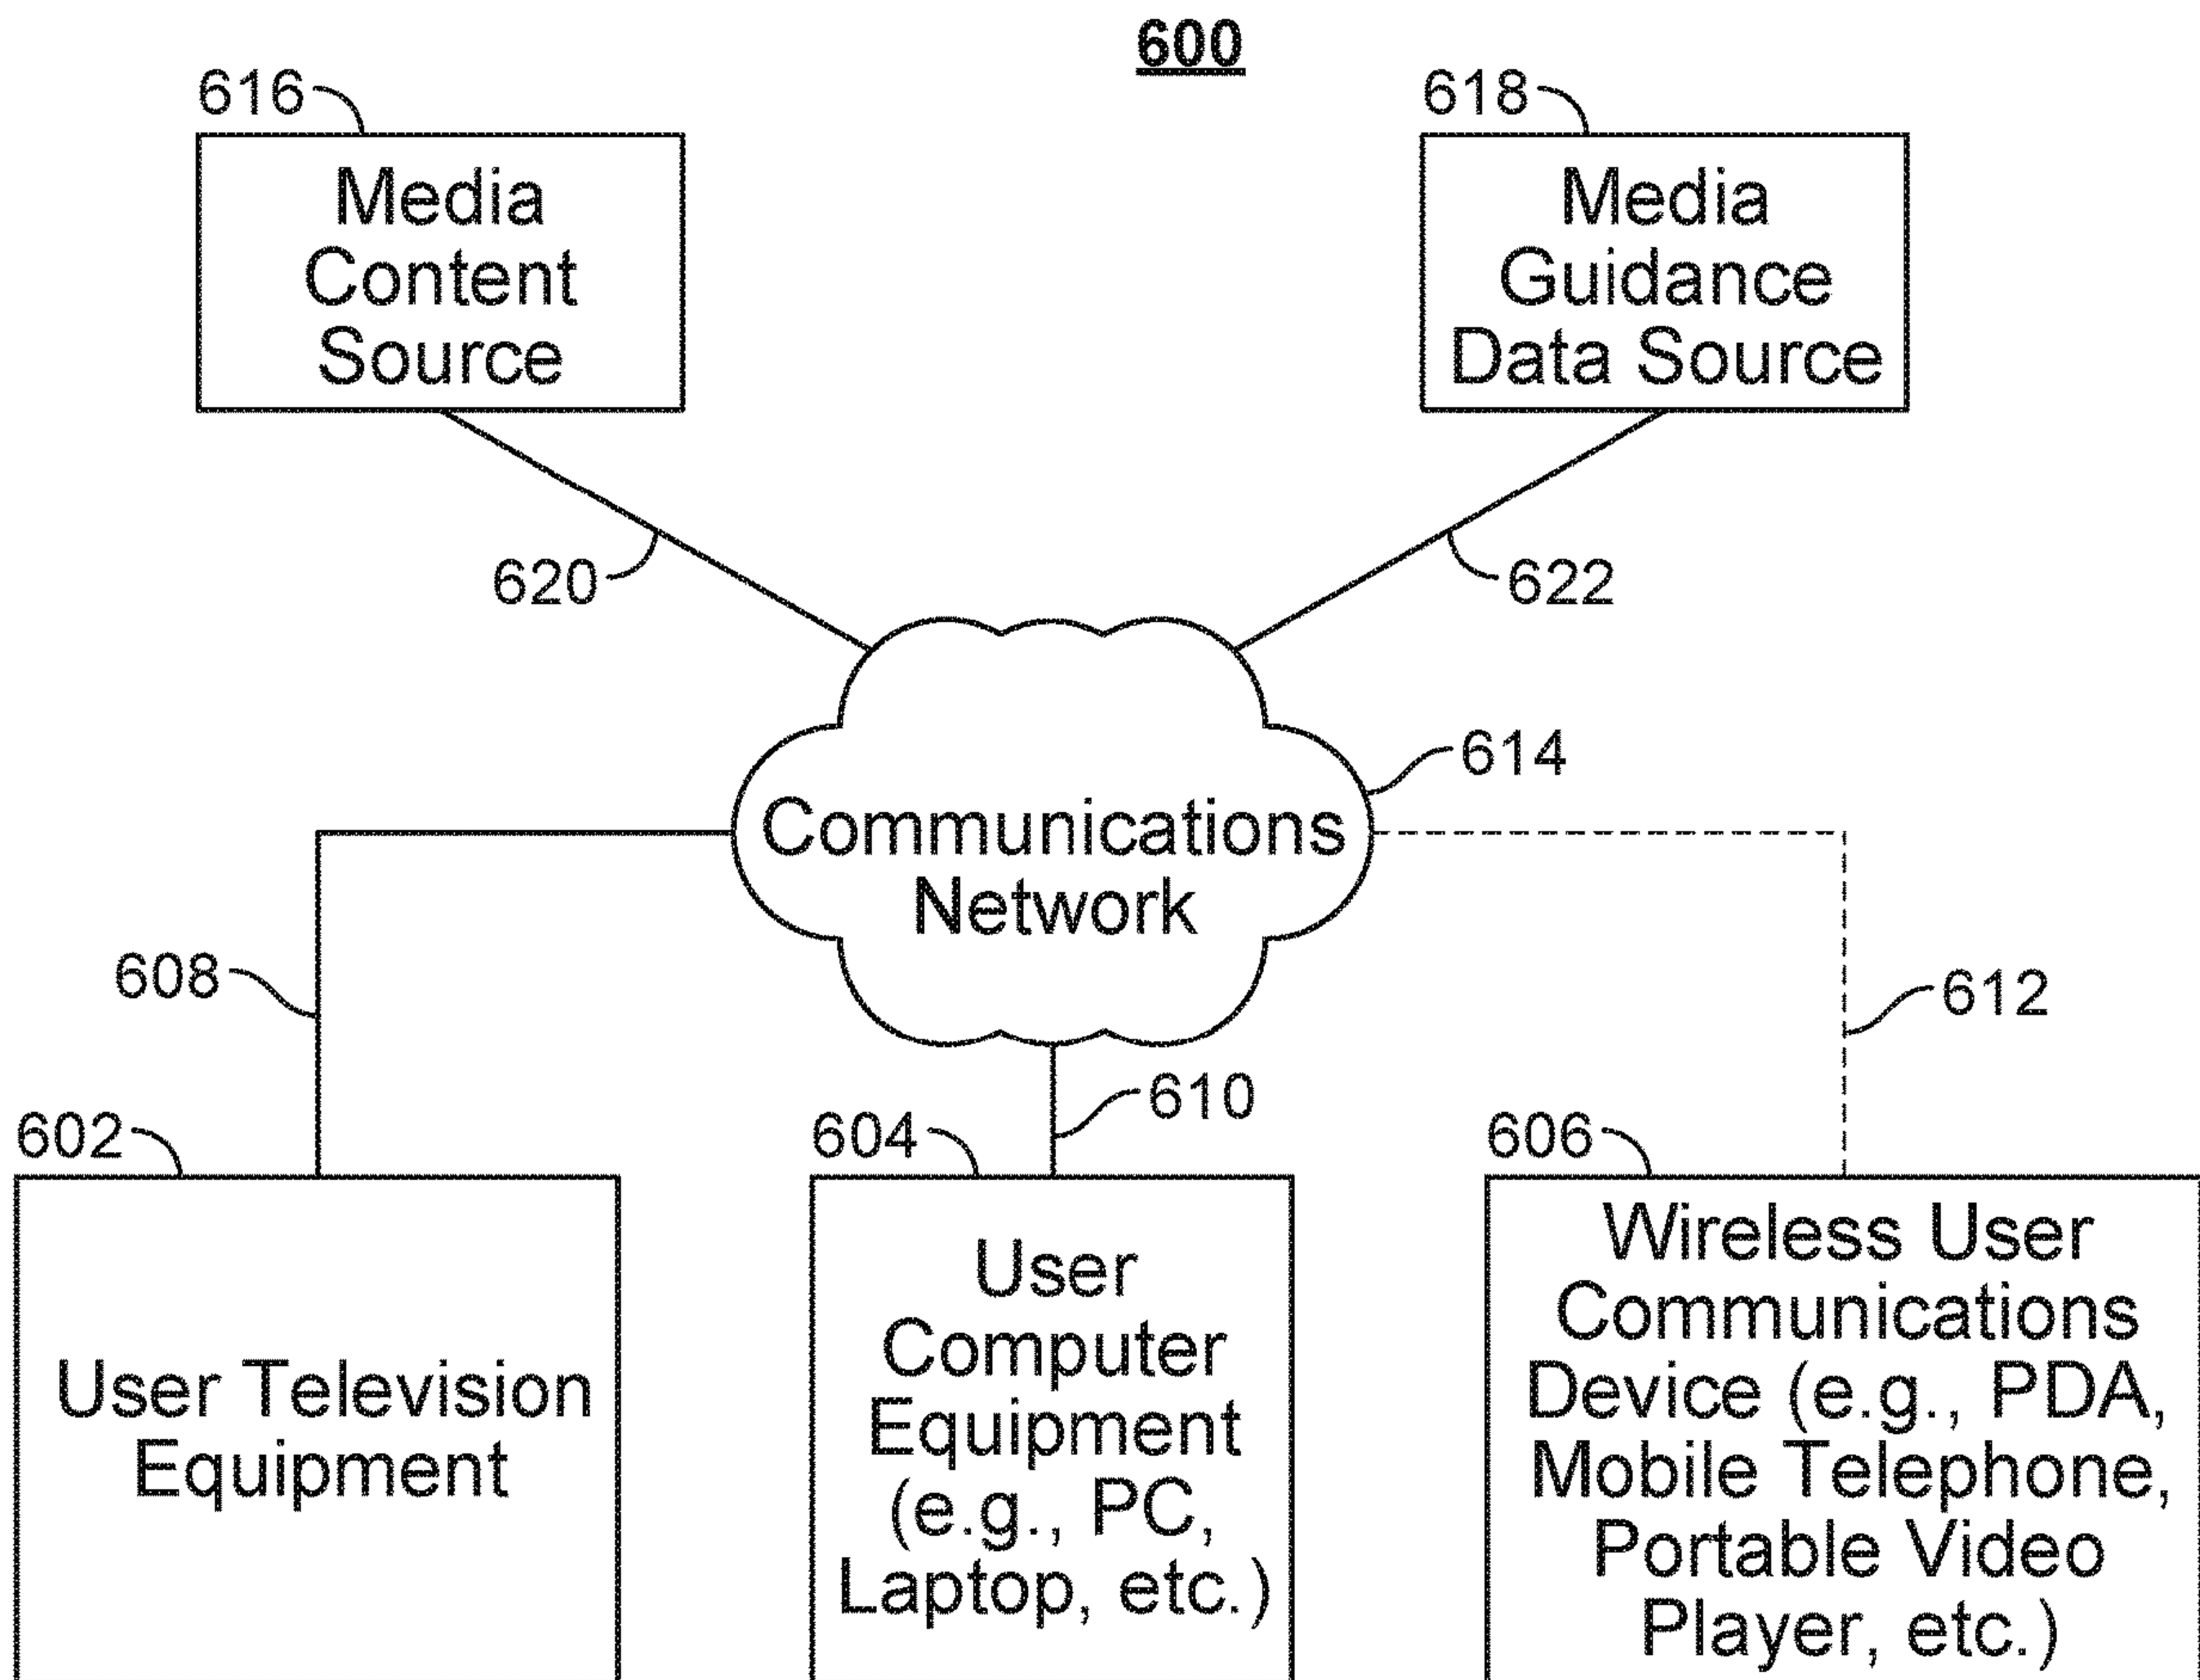 600
616
618
Media
Content
Source
Media
Guidance
Data Source
620
622
614
Communications
Network
608
612
610
602
604
606
User Television
Equipment
User
Computer
Equipment
(e.g., PC,
Laptop, etc.)
Wireless User
Communications
Device (e.g., PDA,
Mobile Telephone,
Portable Video
Player, etc.)